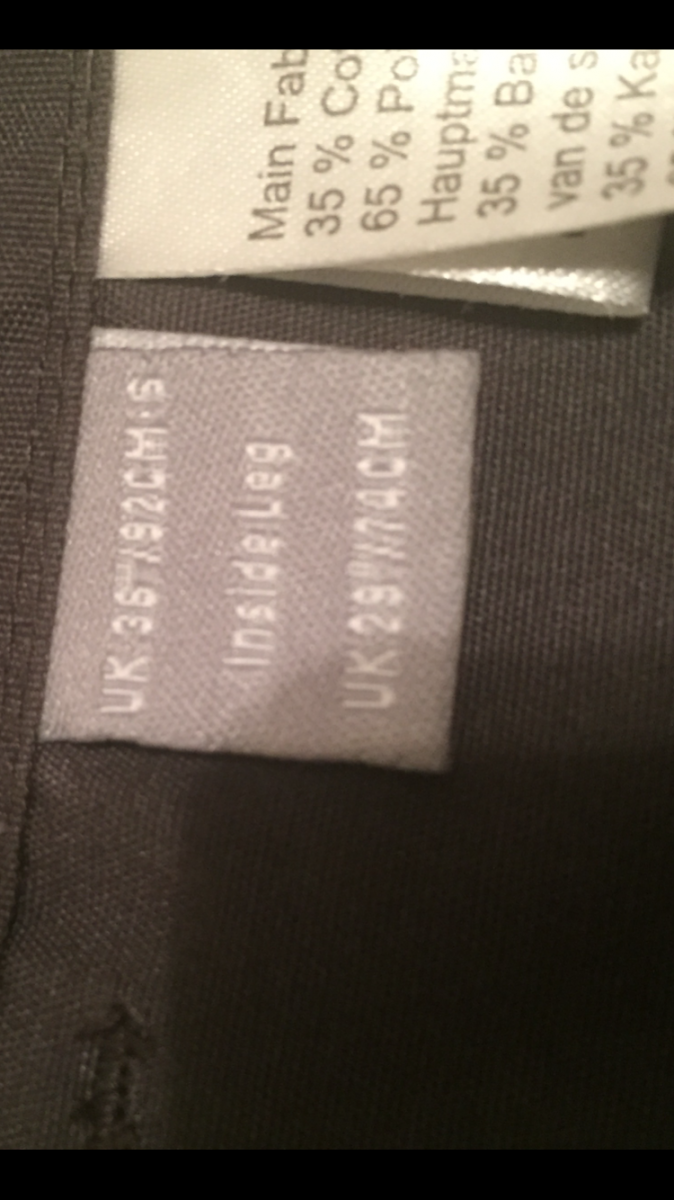 Main Fab
35 % Co
65 % Po
Hauptma
35 % Ba
van de s
35 % Ka
UK 36"/92CM S
Inside Leg
UK 29"/74CM